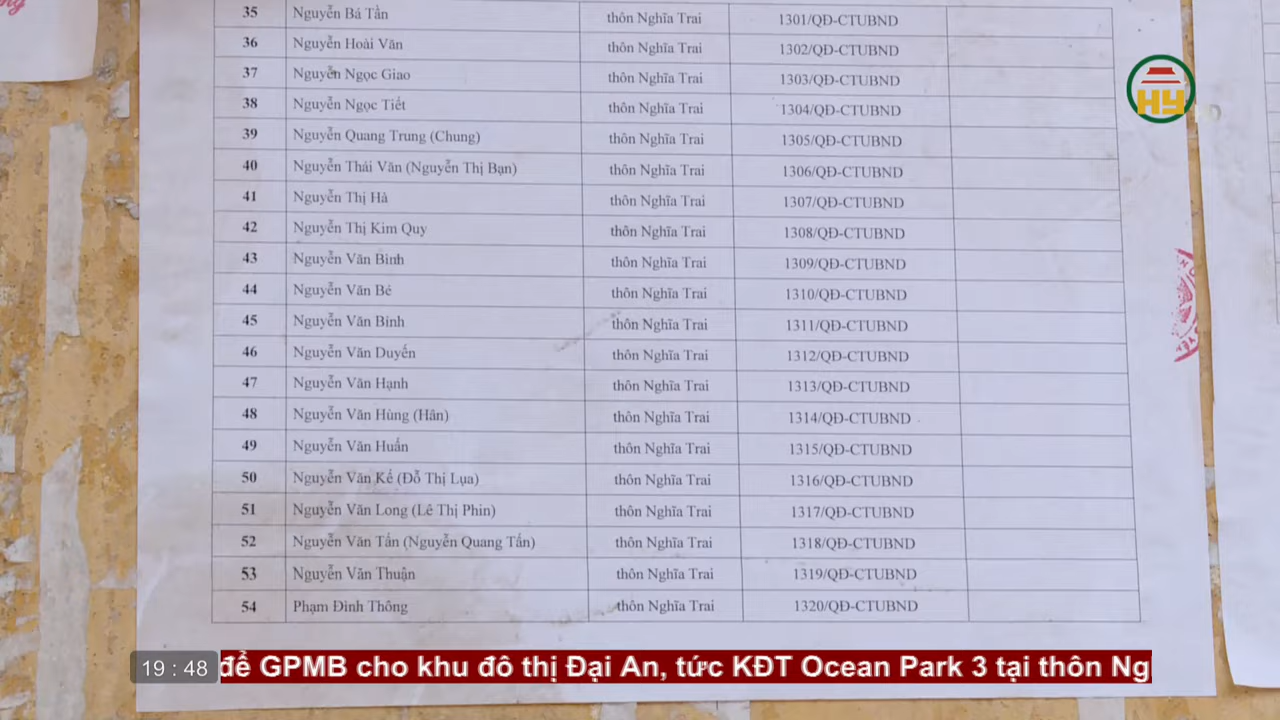 35 Nguyễn Bá Tần thôn Nghĩa Trai 1301/QĐ-CTUBND
36 Nguyễn Hoài Văn thôn Nghĩa Trai 1302/QĐ-CTUBND
37 Nguyễn Ngọc Giao thôn Nghĩa Trai 1303/QĐ-CTUBND
38 Nguyễn Ngọc Tiết thôn Nghĩa Trai 1304/QĐ-CTUBND
39 Nguyễn Quang Trung (Chung) thôn Nghĩa Trai 1305/QĐ-CTUBND
40 Nguyễn Thái Văn (Nguyễn Thị Bạn) thôn Nghĩa Trai 1306/QĐ-CTUBND
41 Nguyễn Thị Hà thôn Nghĩa Trai 1307/QĐ-CTUBND
42 Nguyễn Thị Kim Quy thôn Nghĩa Trai 1308/QĐ-CTUBND
43 Nguyễn Văn Bình thôn Nghĩa Trai 1309/QĐ-CTUBND
44 Nguyễn Văn Bé thôn Nghĩa Trai 1310/QĐ-CTUBND
45 Nguyễn Văn Bính thôn Nghĩa Trai 1311/QĐ-CTUBND
46 Nguyễn Văn Duyến thôn Nghĩa Trai 1312/QĐ-CTUBND
47 Nguyễn Văn Hạnh thôn Nghĩa Trai 1313/QĐ-CTUBND
48 Nguyễn Văn Hùng (Hân) thôn Nghĩa Trai 1314/QĐ-CTUBND
49 Nguyễn Văn Huấn thôn Nghĩa Trai 1315/QĐ-CTUBND
50 Nguyễn Văn Kế (Đỗ Thị Lụa) thôn Nghĩa Trai 1316/QĐ-CTUBND
51 Nguyễn Văn Long (Lê Thị Phin) thôn Nghĩa Trai 1317/QĐ-CTUBND
52 Nguyễn Văn Tấn (Nguyễn Quang Tấn) thôn Nghĩa Trai 1318/QĐ-CTUBND
53 Nguyễn Văn Thuận thôn Nghĩa Trai 1319/QĐ-CTUBND
54 Phạm Đình Thông thôn Nghĩa Trai 1320/QĐ-CTUBND
HY
19 : 48 để GPMB cho khu đô thị Đại An, tức KĐT Ocean Park 3 tại thôn Ng